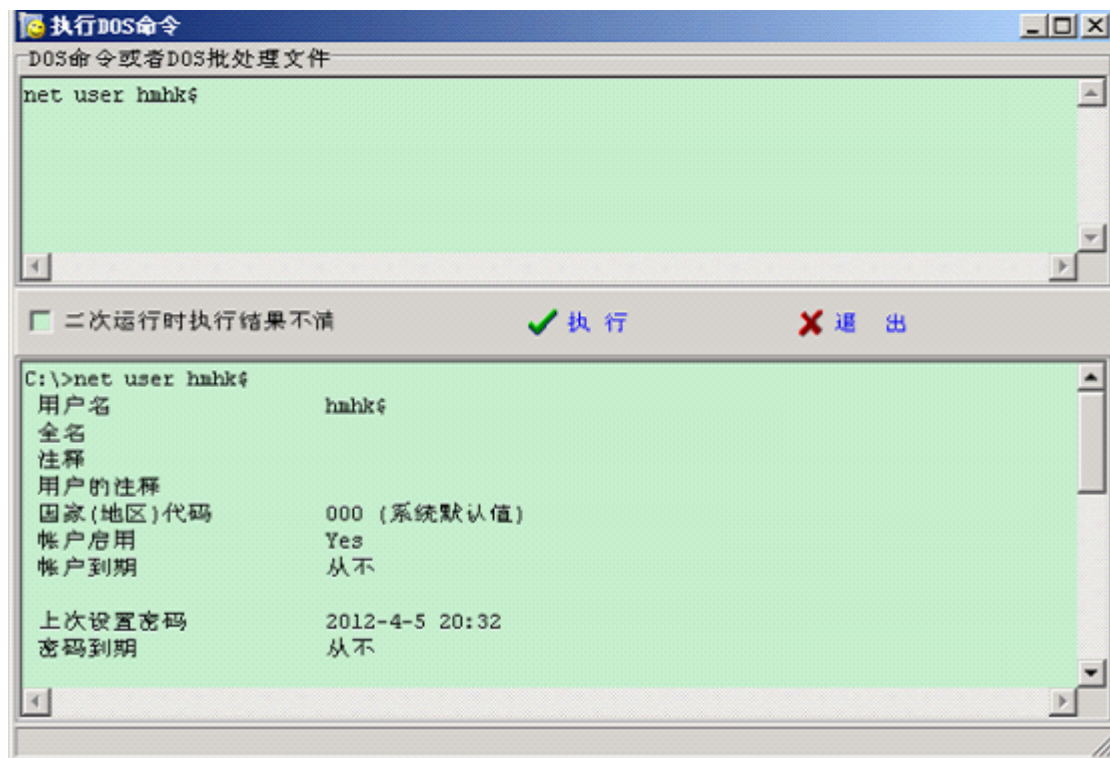 执行DOS命令
DOS命令或者DOS批处理文件
net user hmhk$
二次运行时执行结果不清
执 行
退 出
C:\>net user hmhk$
用户名 hmhk$
全名
注释
用户的注释
国家(地区)代码 000 (系统默认值)
帐户启用 Yes
帐户到期 从不
上次设置密码 2012-4-5 20:32
密码到期 从不